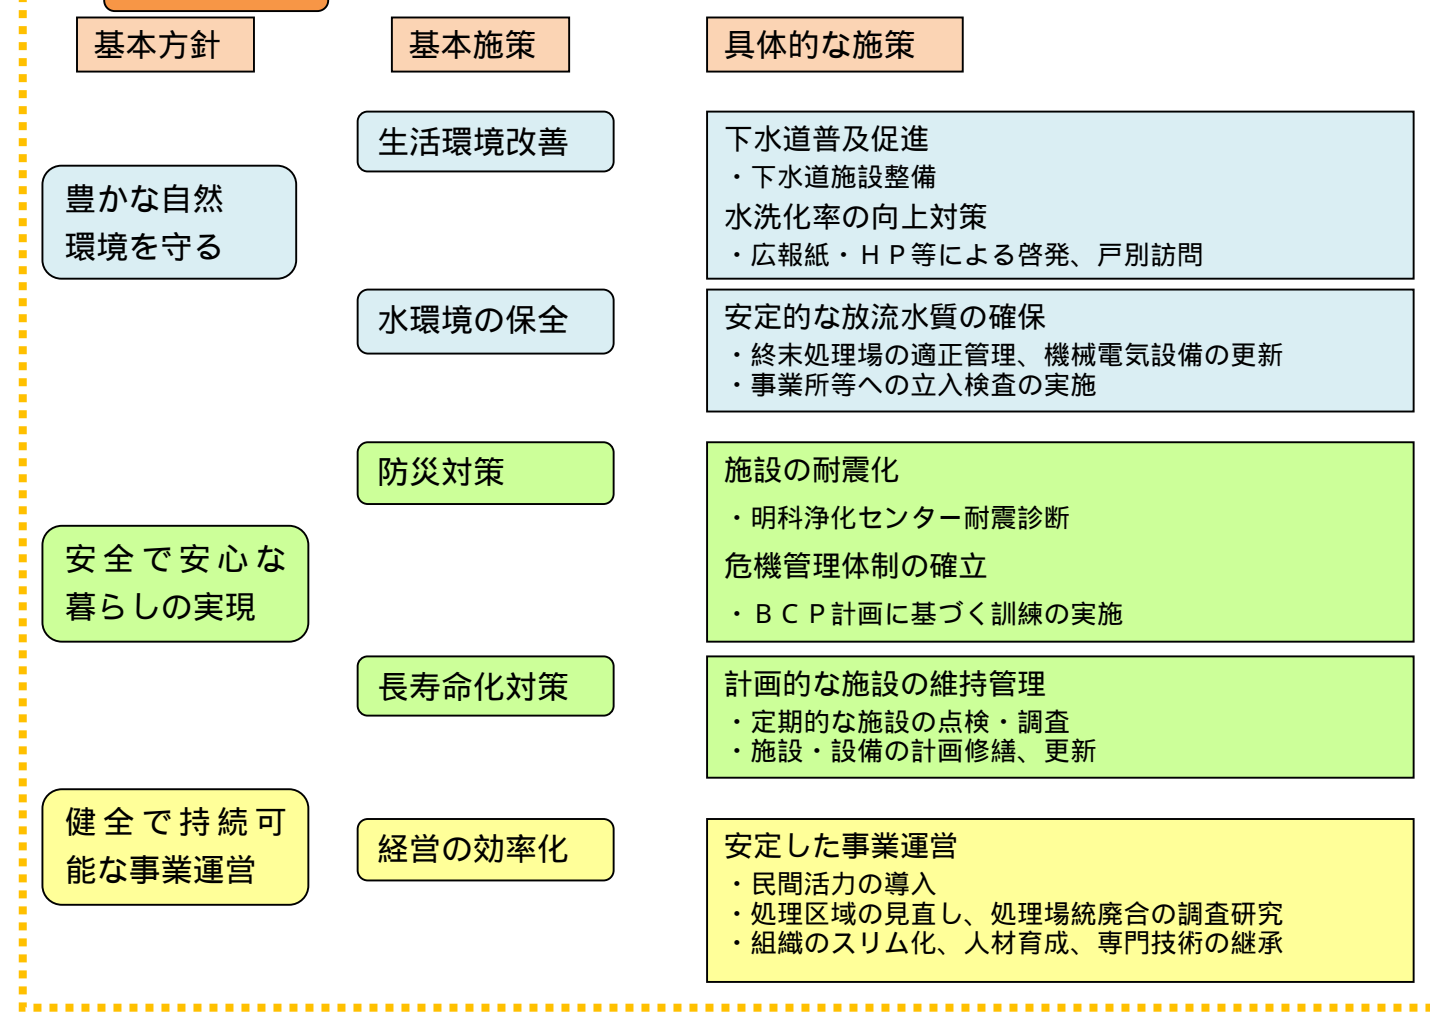 基本方針
基本施策
具体的な施策
豊かな自然
環境を守る
生活環境改善
下水道普及促進
・下水道施設整備
水洗化率の向上対策
・広報紙・ＨＰ等による啓発、戸別訪問
水環境の保全
安定的な放流水質の確保
・終末処理場の適正管理、機械電気設備の更新
・事業所等への立入検査の実施
安全で安心な
暮らしの実現
防災対策
施設の耐震化
・明科浄化センター耐震診断
危機管理体制の確立
・ＢＣＰ計画に基づく訓練の実施
長寿命化対策
計画的な施設の維持管理
・定期的な施設の点検・調査
・施設・設備の計画修繕、更新
健全で持続可
能な事業運営
経営の効率化
安定した事業運営
・民間活力の導入
・処理区域の見直し、処理場統廃合の調査研究
・組織のスリム化、人材育成、専門技術の継承